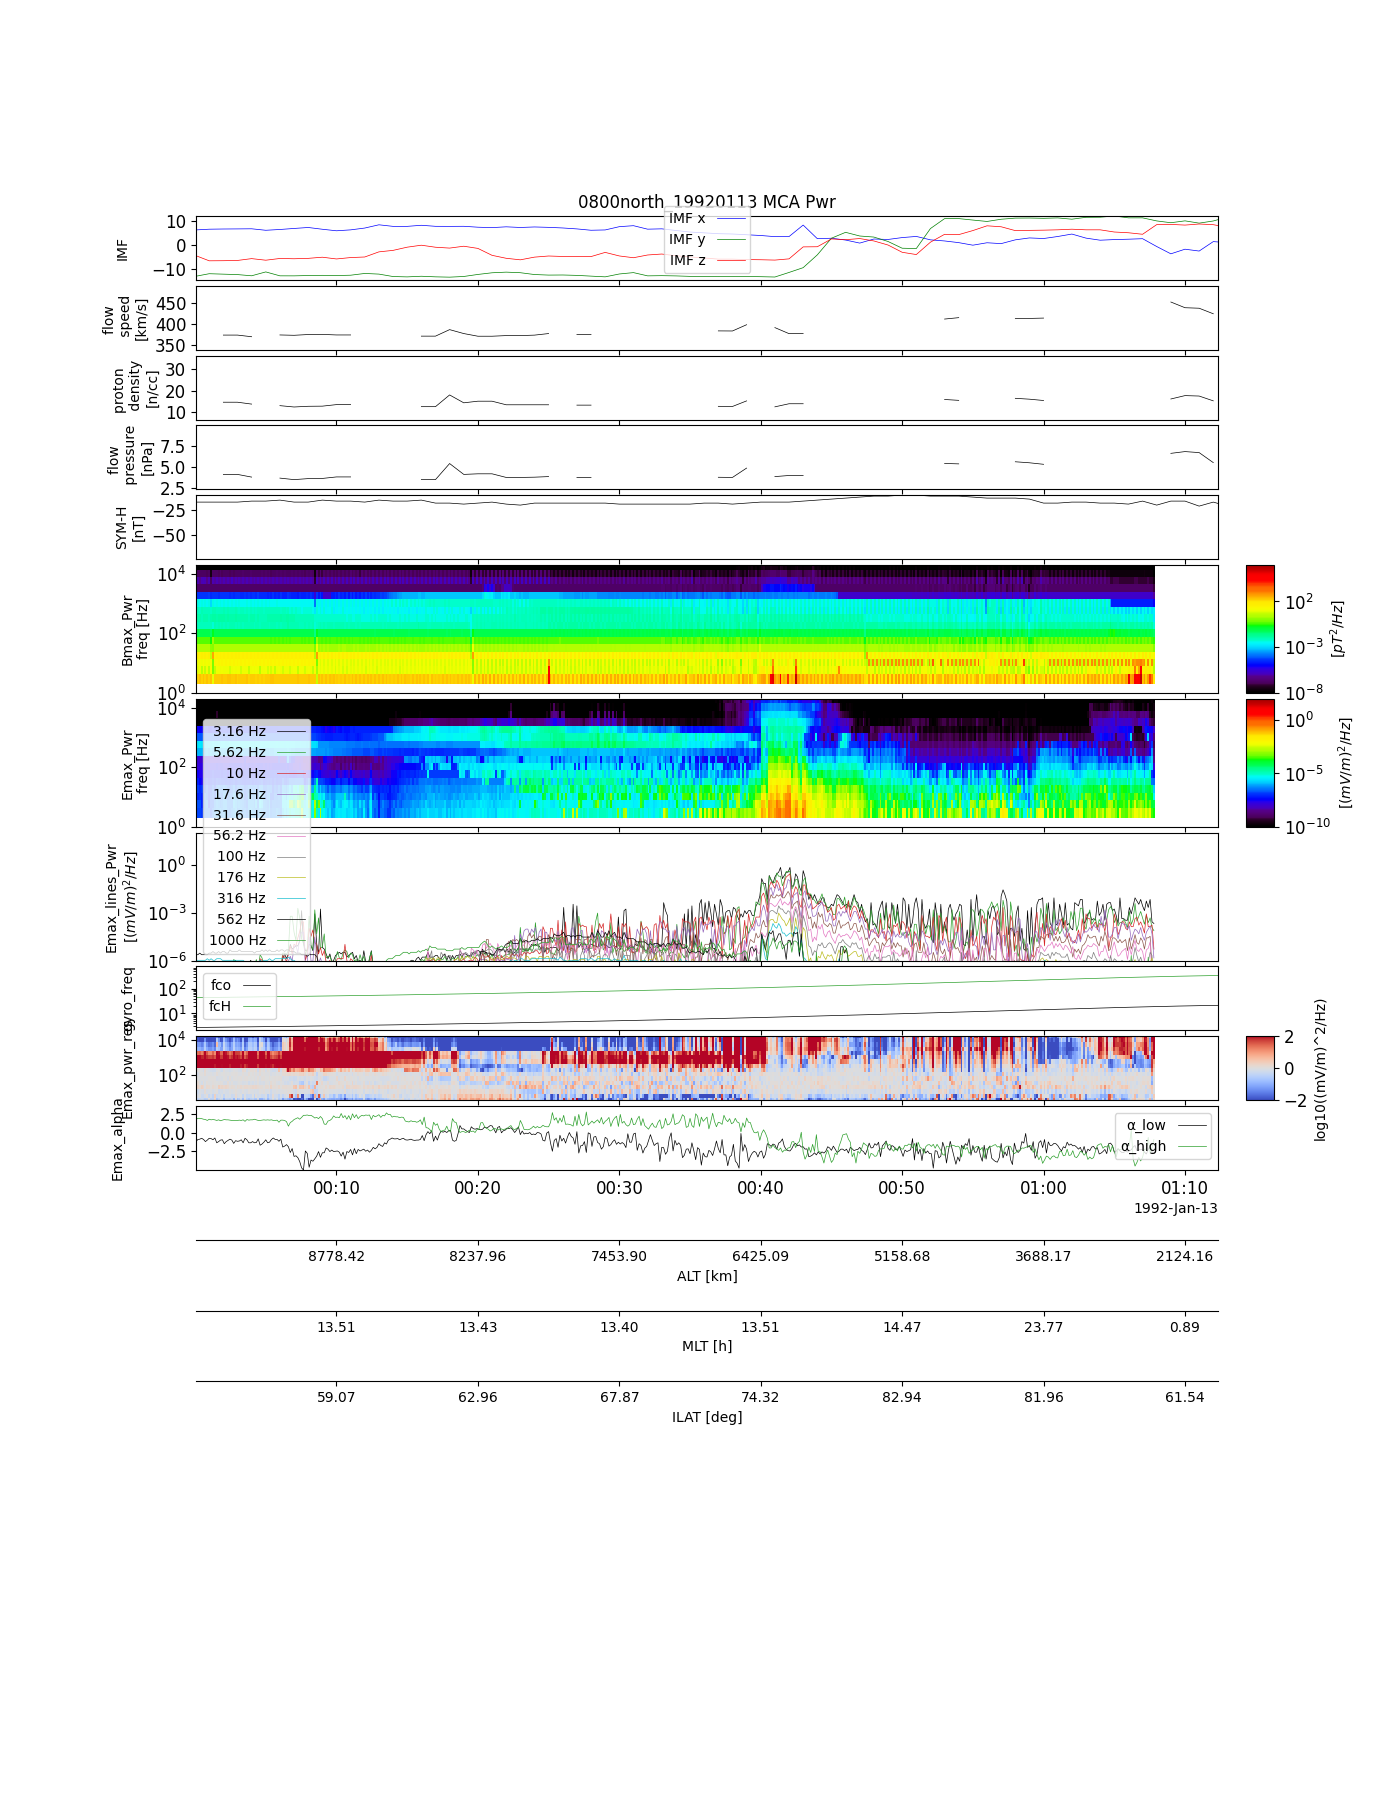 0800north_19920113 MCA Pwr
IMF
10
0
−10
IMF x
IMF y
IMF z
flow
speed
[km/s]
450
400
350
proton
density
[n/cc]
30
20
10
flow
pressure
[nPa]
7.5
5.0
2.5
SYM-H
[nT]
−25
−50
Bmax_Pwr
freq [Hz]
10^4
10^2
10^0
10^2
10^−3
10^−8
[pT^2/Hz]
Emax_Pwr
freq [Hz]
10^4
10^2
10^0
10^0
10^−5
10^−10
[(mV/m)^2/Hz]
3.16 Hz
5.62 Hz
10 Hz
17.6 Hz
31.6 Hz
56.2 Hz
100 Hz
176 Hz
316 Hz
562 Hz
1000 Hz
Emax_lines_Pwr
[(mV/m)^2/Hz]
10^0
10^−3
10^−6
10^2
10^1
fco
fcH
10^4
10^2
2
0
−2
log10((mV/m)^2/Hz)
Emax_alpha
2.5
0.0
−2.5
α_low
α_high
00:10 00:20 00:30 00:40 00:50 01:00 01:10
1992-Jan-13
8778.42 8237.96 7453.90 6425.09 5158.68 3688.17 2124.16
ALT [km]
13.51 13.43 13.40 13.51 14.47 23.77 0.89
MLT [h]
59.07 62.96 67.87 74.32 82.94 81.96 61.54
ILAT [deg]